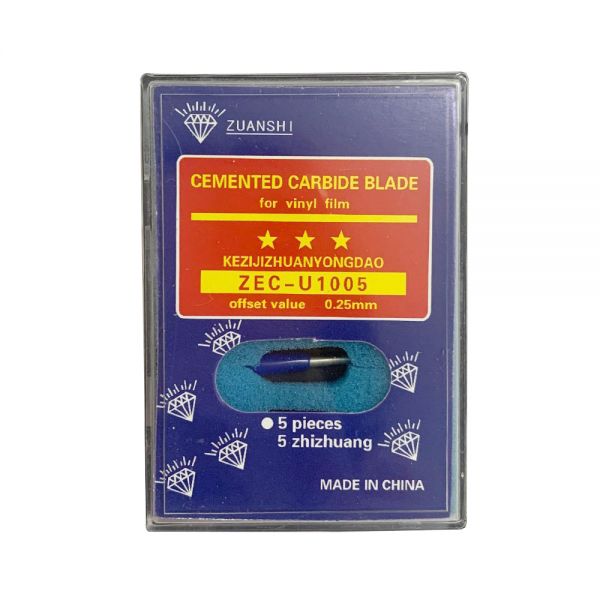 ZUANSHI
CEMENTED CARBIDE BLADE
for vinyl film
KEZIJIZHUANYONGDAO
ZEC-U1005
offset value 0.25mm
5 pieces
5 zhizhuang
MADE IN CHINA